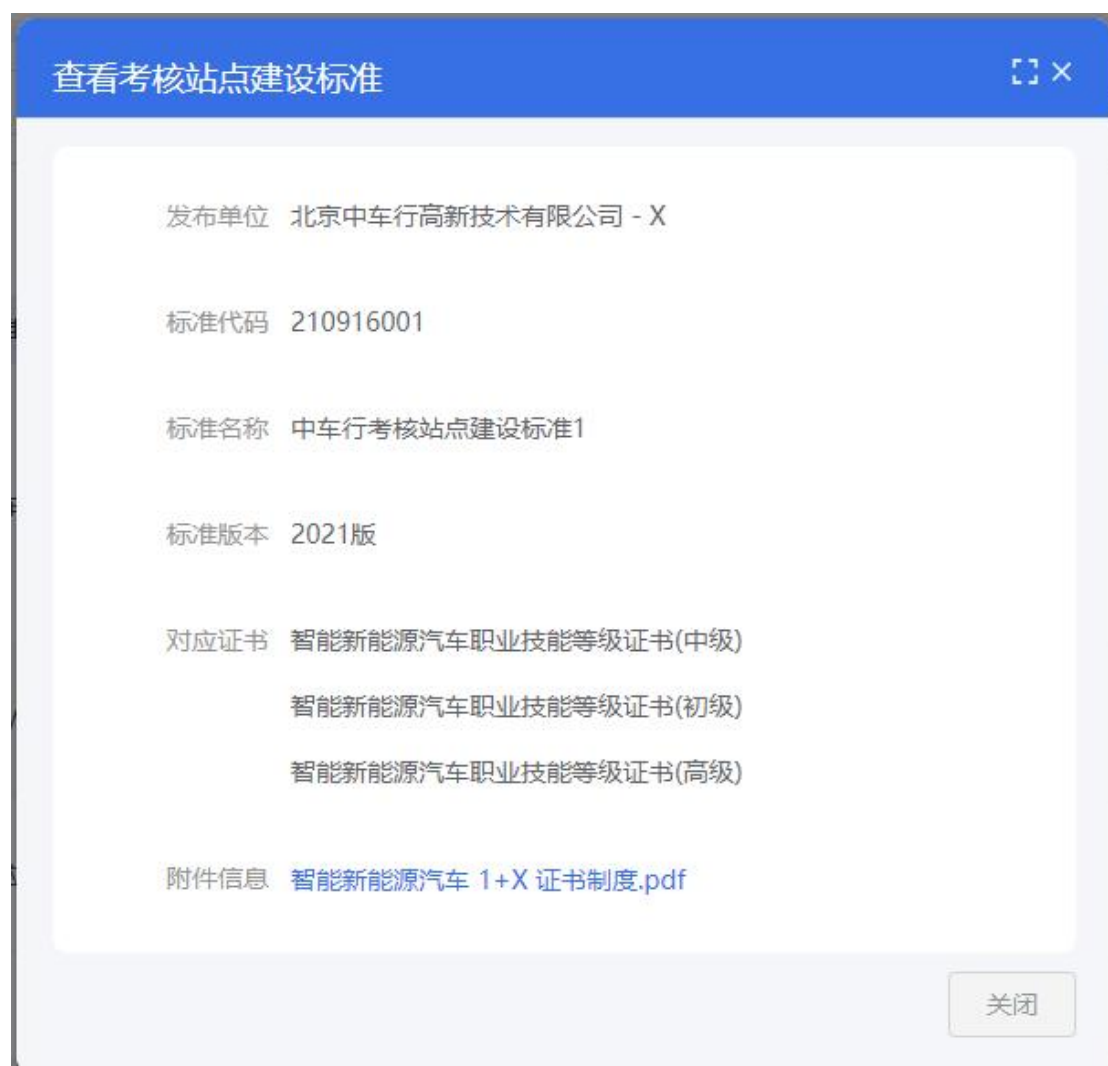 查看考核站点建设标准
发布单位 北京中车行高新技术有限公司 - X
标准代码 210916001
标准名称 中车行考核站点建设标准1
标准版本 2021版
对应证书 智能新能源汽车职业技能等级证书(中级)
智能新能源汽车职业技能等级证书(初级)
智能新能源汽车职业技能等级证书(高级)
附件信息 智能新能源汽车 1+X 证书制度.pdf
关闭